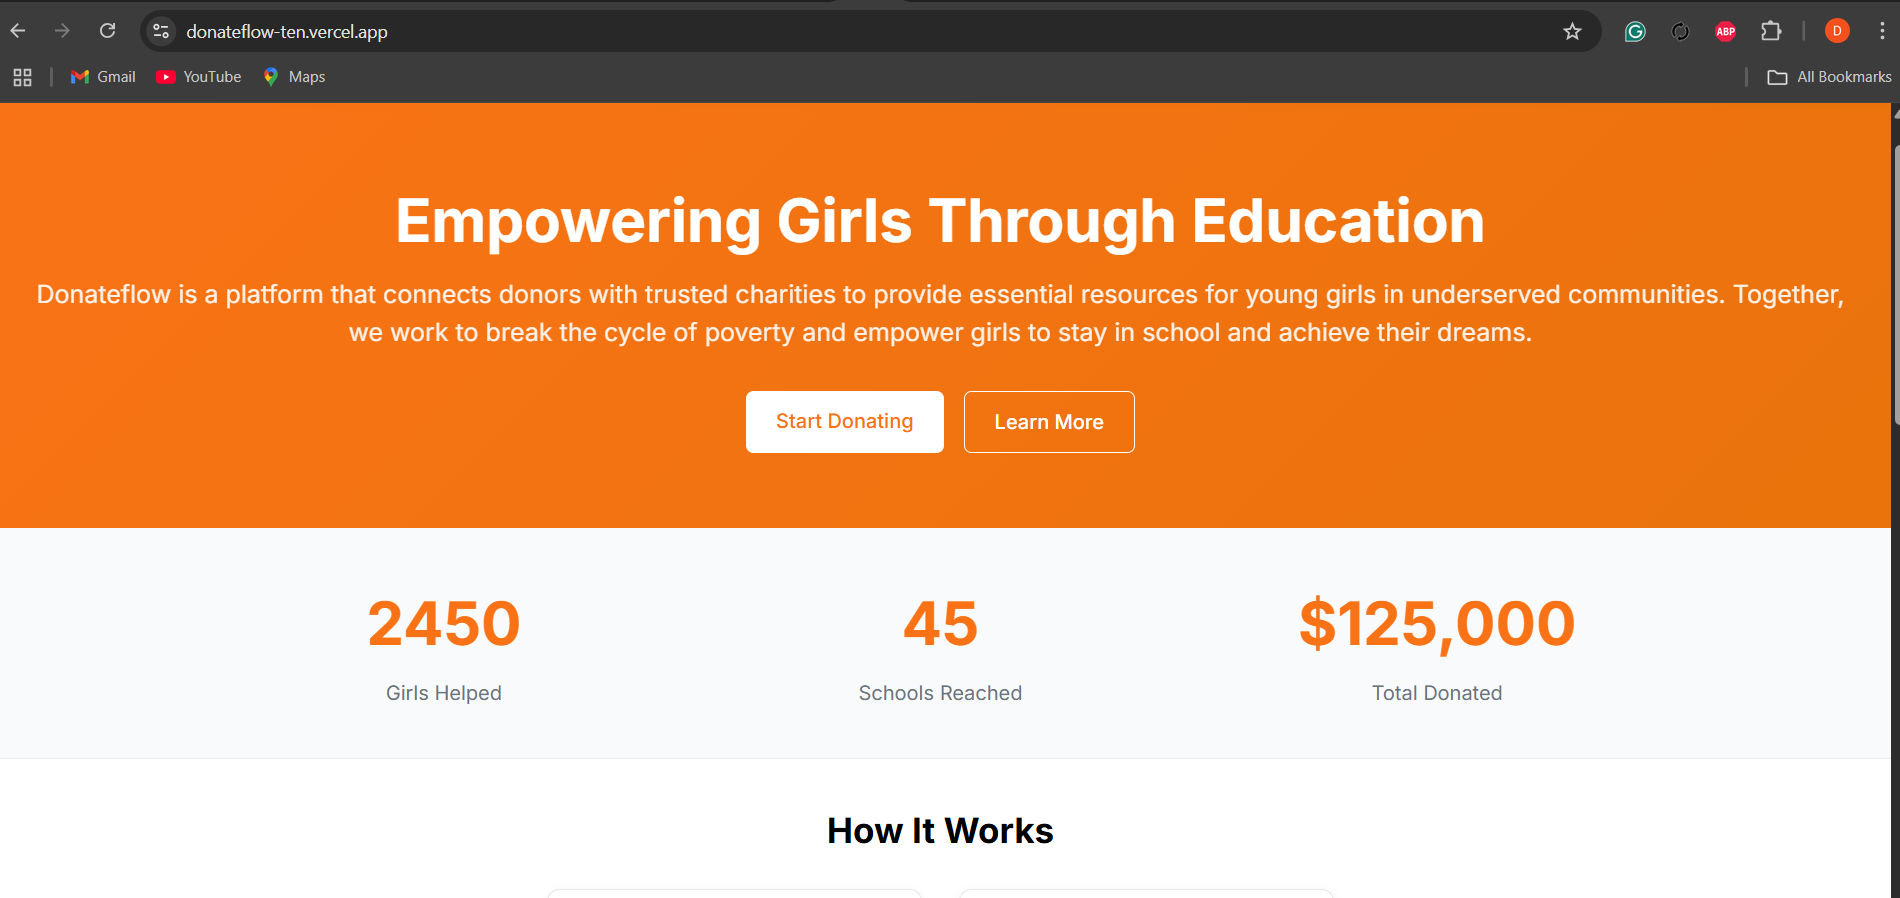 donateflow-ten.vercel.app
ABP
D
Gmail
YouTube
Maps
All Bookmarks
Empowering Girls Through Education
Donateflow is a platform that connects donors with trusted charities to provide essential resources for young girls in underserved communities. Together,
we work to break the cycle of poverty and empower girls to stay in school and achieve their dreams.
Start Donating
Learn More
2450
45
$125,000
Girls Helped
Schools Reached
Total Donated
How It Works